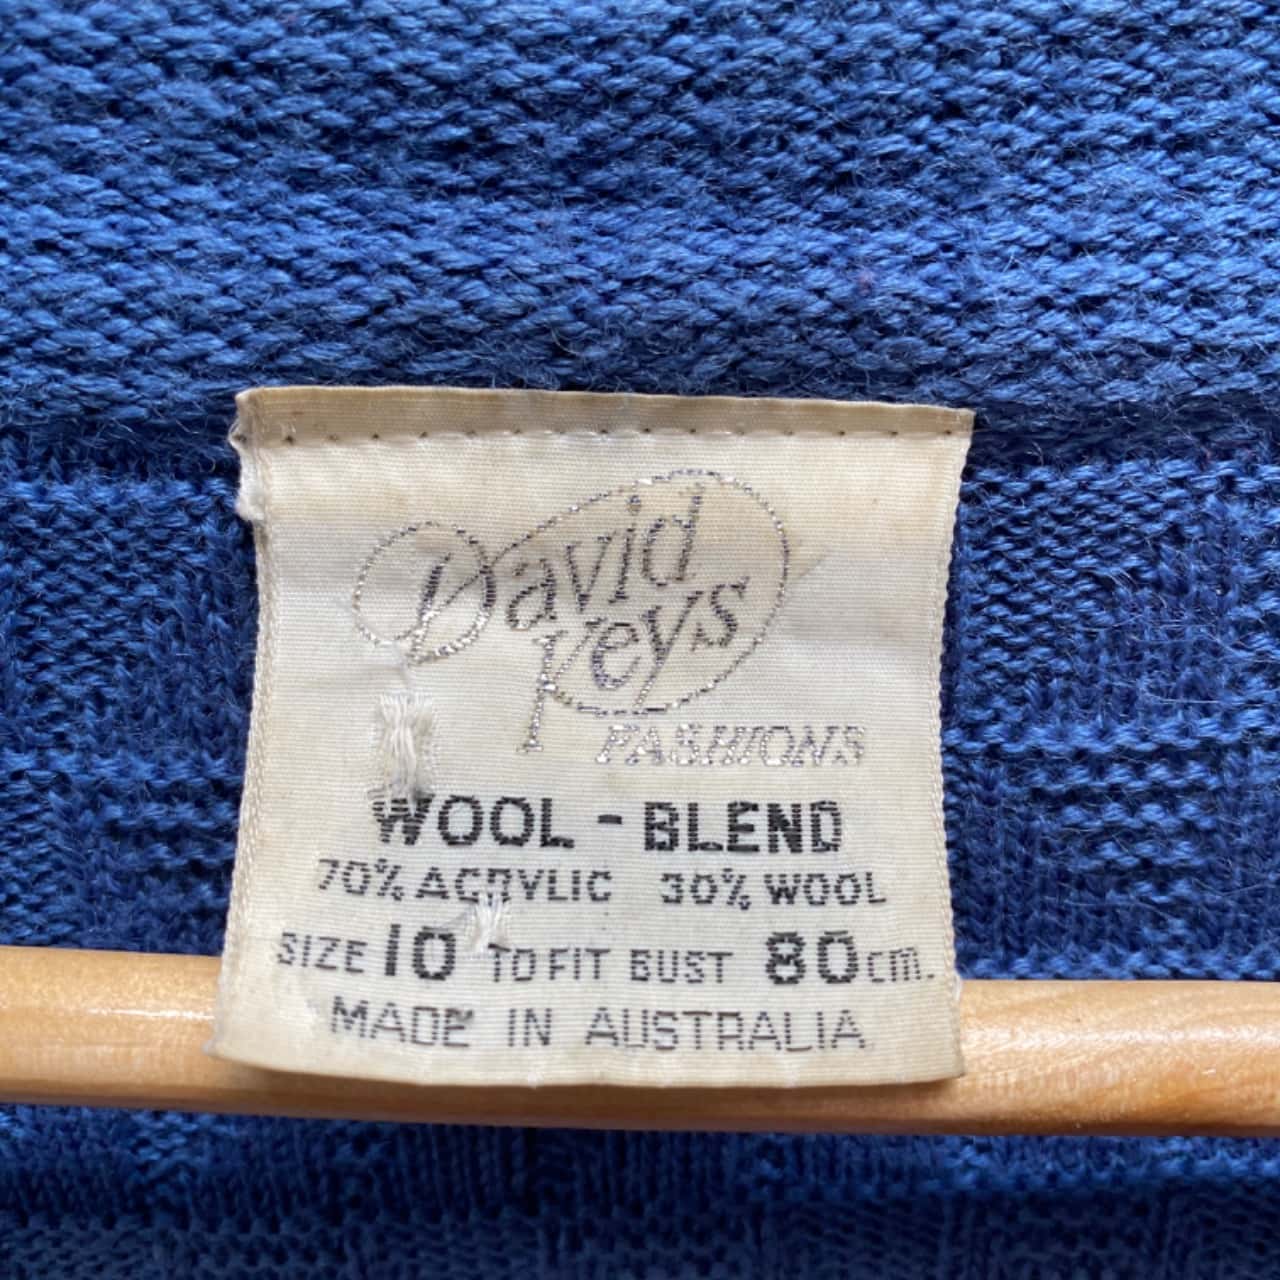 David
Keys
FASHIONS
WOOL - BLEND
70% ACRYLIC 30% WOOL
SIZE 10 TO FIT BUST 80cm.
MADE IN AUSTRALIA